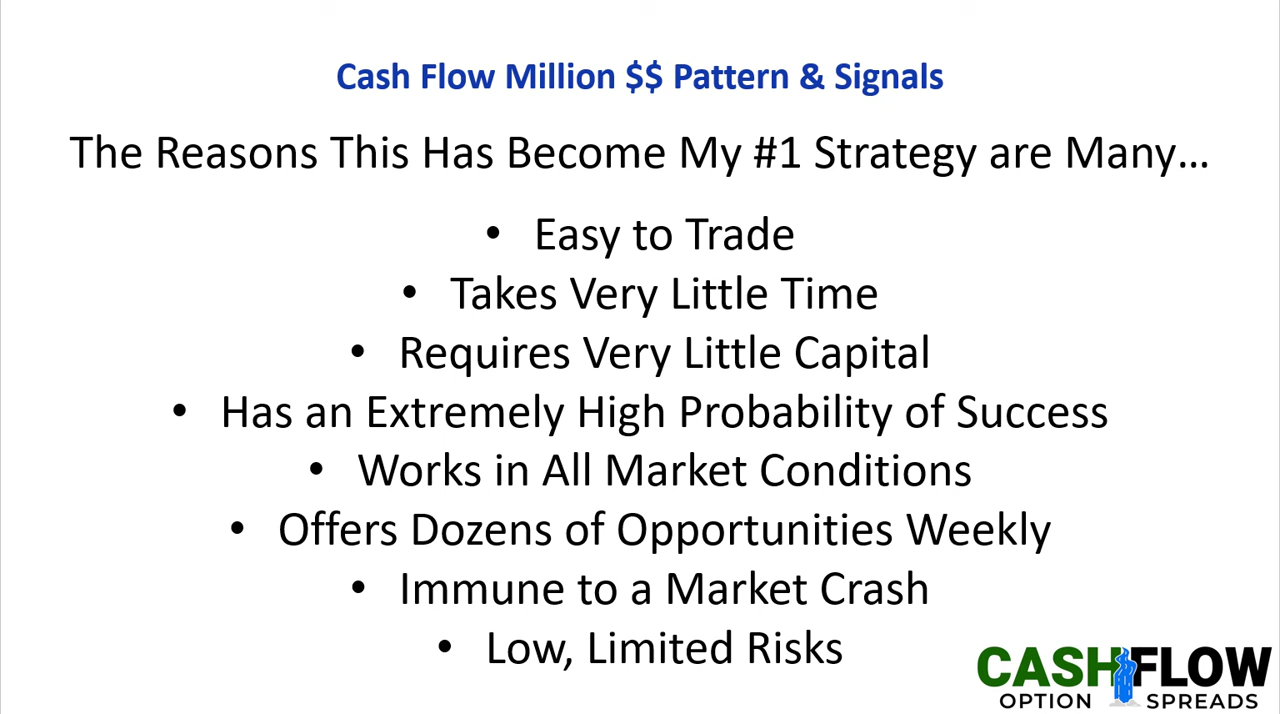 Cash Flow Million $$ Pattern & Signals
The Reasons This Has Become My #1 Strategy are Many...
• Easy to Trade
• Takes Very Little Time
• Requires Very Little Capital
• Has an Extremely High Probability of Success
• Works in All Market Conditions
• Offers Dozens of Opportunities Weekly
• Immune to a Market Crash
• Low, Limited Risks
CASH FLOW
OPTION SPREADS